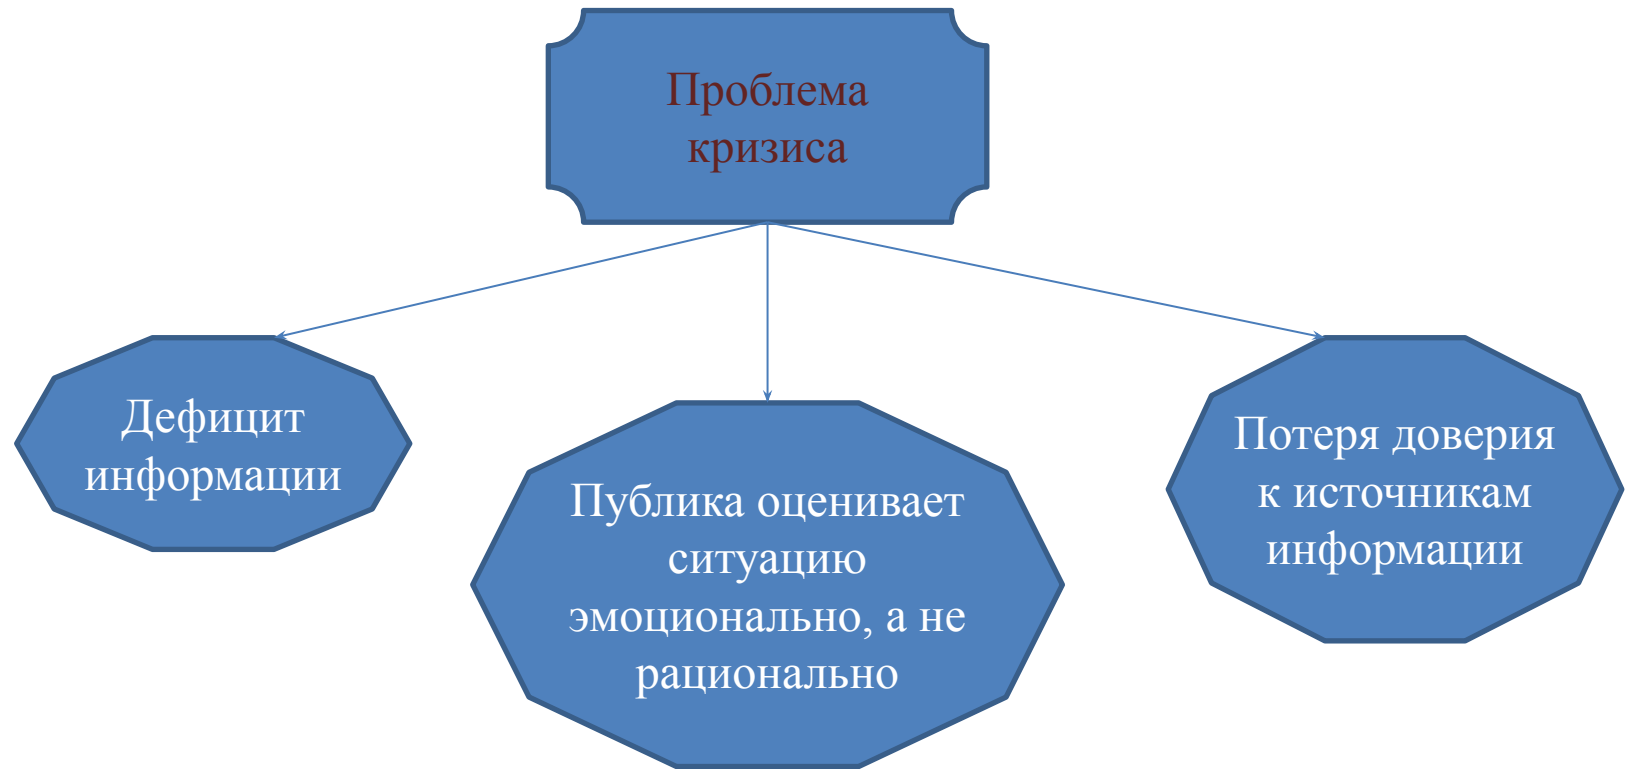 Проблема
кризиса
Дефицит
информации
Публика оценивает
ситуацию
эмоционально, а не
рационально
Потеря доверия
к источникам
информации